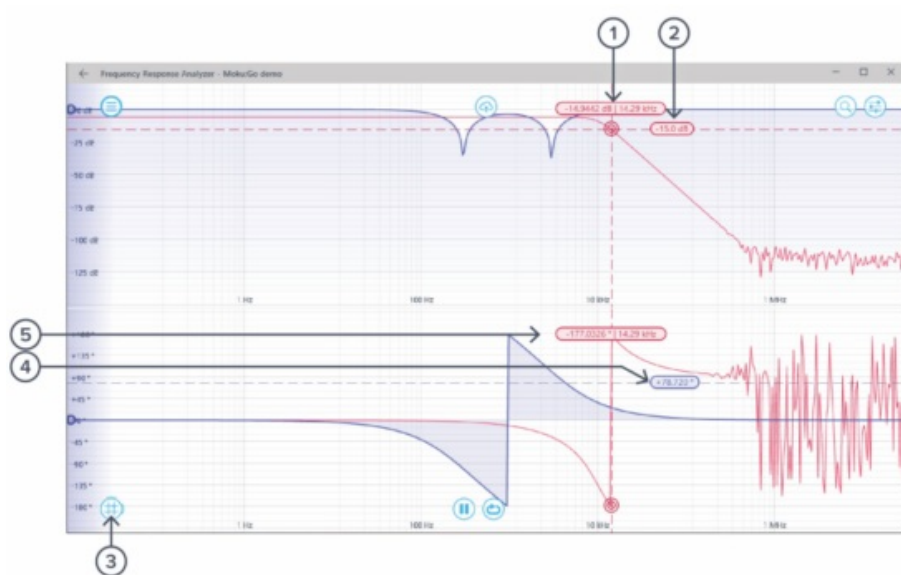 1
2
Frequency Response Analyzer - Moku:Go demo
-14.9442 dB | 14.29 kHz
0 dB
-15.0 dB
-25 dB
-50 dB
-75 dB
-100 dB
-125 dB
1 Hz
100 Hz
10 kHz
1 MHz
5
+180 °
-177.0326 ° | 14.29 kHz
+135 °
4
+90 °
+78.722 °
+45 °
0 °
-45 °
-90 °
-135 °
-180 °
1 Hz
100 Hz
10 kHz
1 MHz
3